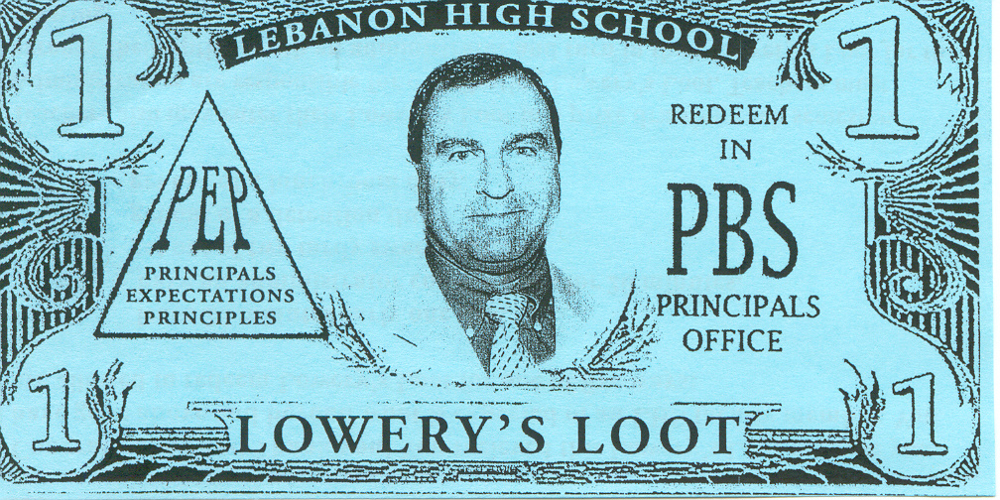 1
LEBANON HIGH SCHOOL
1
PEP
PRINCIPALS
EXPECTATIONS
PRINCIPLES
REDEEM
IN
PBS
PRINCIPALS
OFFICE
1
LOWERY'S LOOT
1